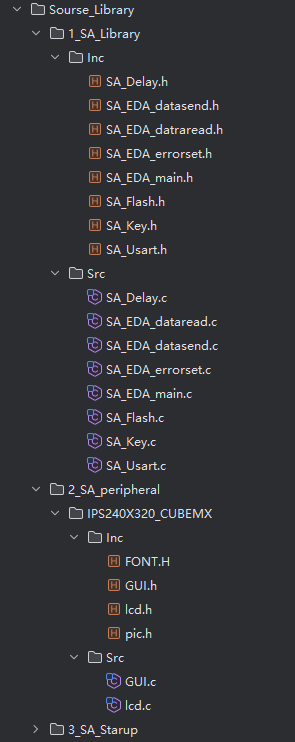 Sourse_Library
1_SA_Library
Inc
SA_Delay.h
SA_EDA_datasend.h
SA_EDA_datraread.h
SA_EDA_errorset.h
SA_EDA_main.h
SA_Flash.h
SA_Key.h
SA_Usart.h
Src
SA_Delay.c
SA_EDA_dataread.c
SA_EDA_datasend.c
SA_EDA_errorset.c
SA_EDA_main.c
SA_Flash.c
SA_Key.c
SA_Usart.c
2_SA_peripheral
IPS240X320_CUBEMX
Inc
FONT.H
GUI.h
lcd.h
pic.h
Src
GUI.c
lcd.c
3_SA_Starup